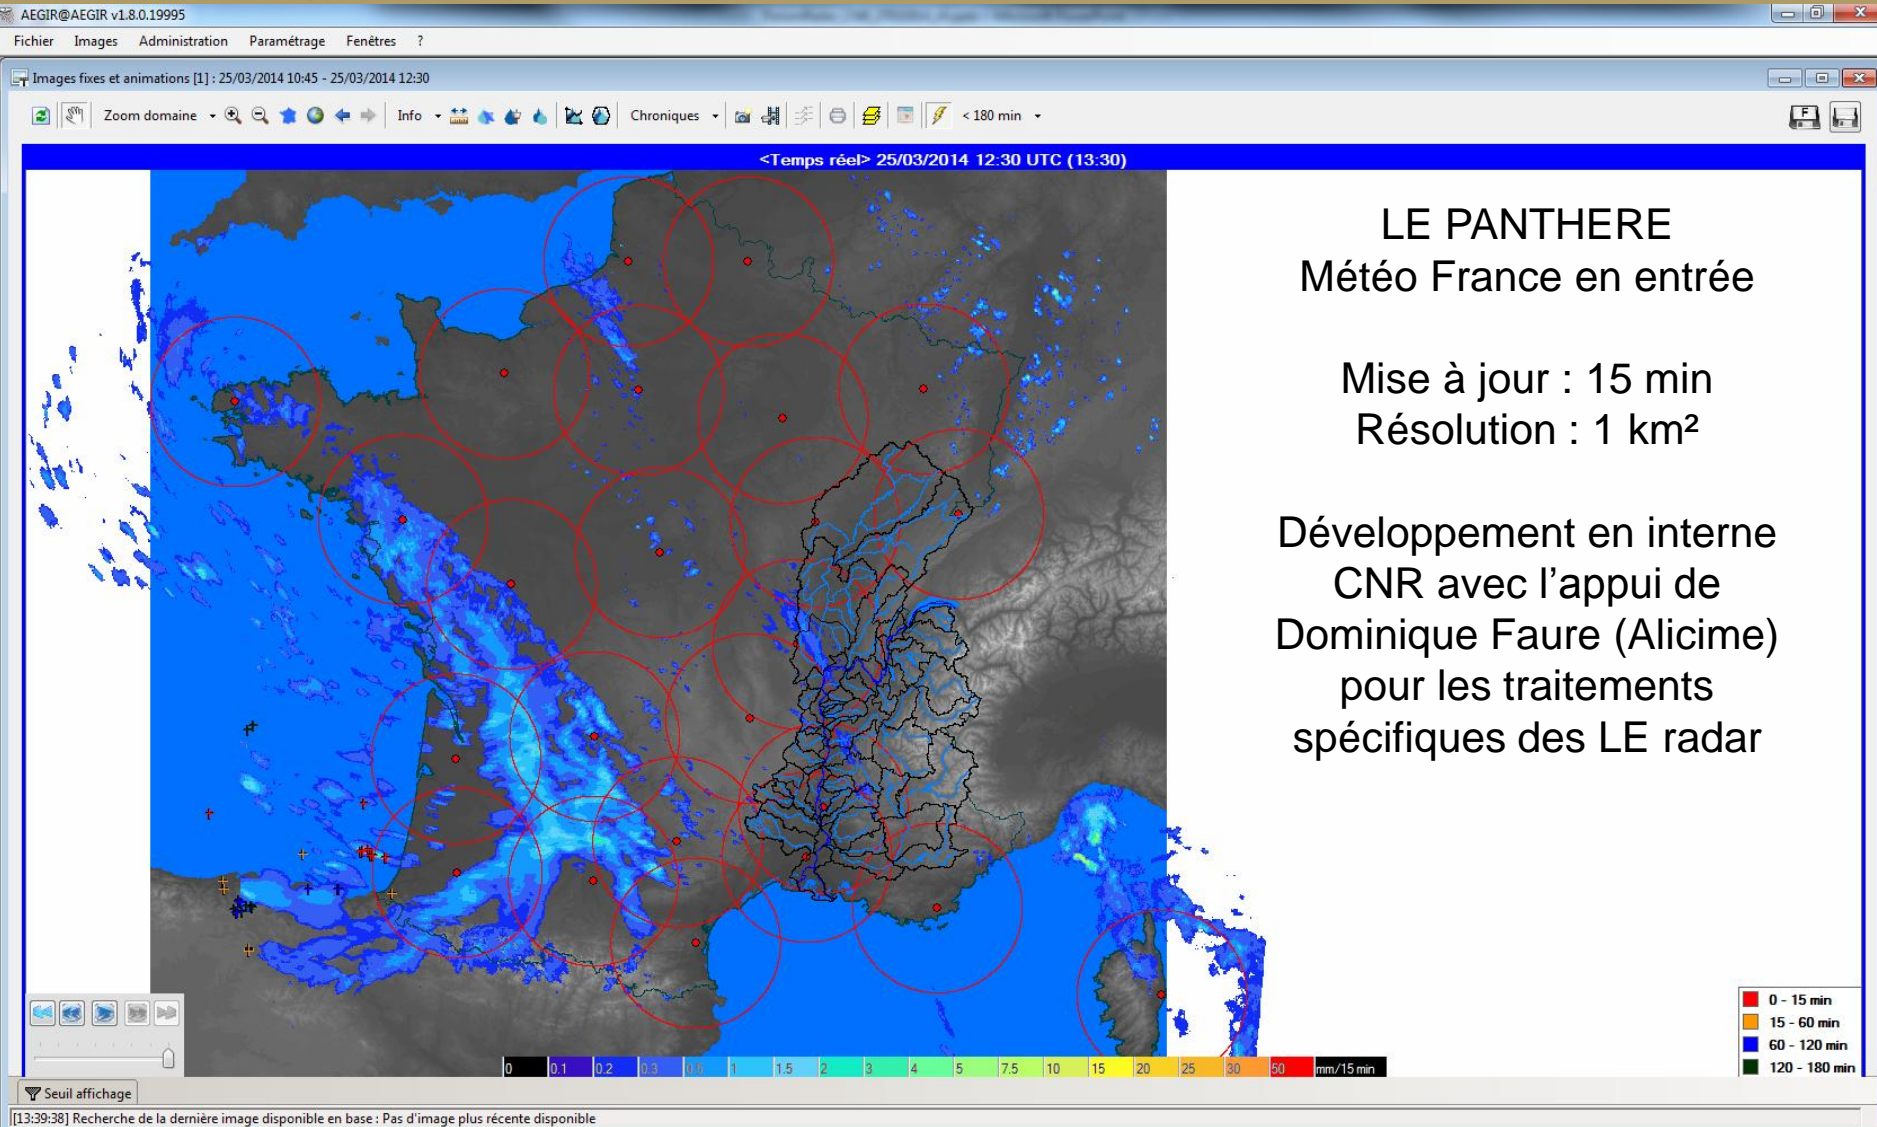 AEGIR@AEGIR v1.8.0.19995
Fichier Images Administration Paramétrage Fenêtres ?
Images fixes et animations [1] : 25/03/2014 10:45 - 25/03/2014 12:30
Zoom domaine Info Chroniques < 180 min
F
<Temps réel> 25/03/2014 12:30 UTC (13:30)
LE PANTHERE
Météo France en entrée
Mise à jour : 15 min
Résolution : 1 km²
Développement en interne
CNR avec l’appui de
Dominique Faure (Alicime)
pour les traitements
spécifiques des LE radar
0 - 15 min
15 - 60 min
60 - 120 min
120 - 180 min
0 0.1 0.2 0.3 0.5 1 1.5 2 3 4 5 7.5 10 15 20 25 30 50 mm/15 min
Seuil affichage
[13:39:38] Recherche de la dernière image disponible en base : Pas d'image plus récente disponible